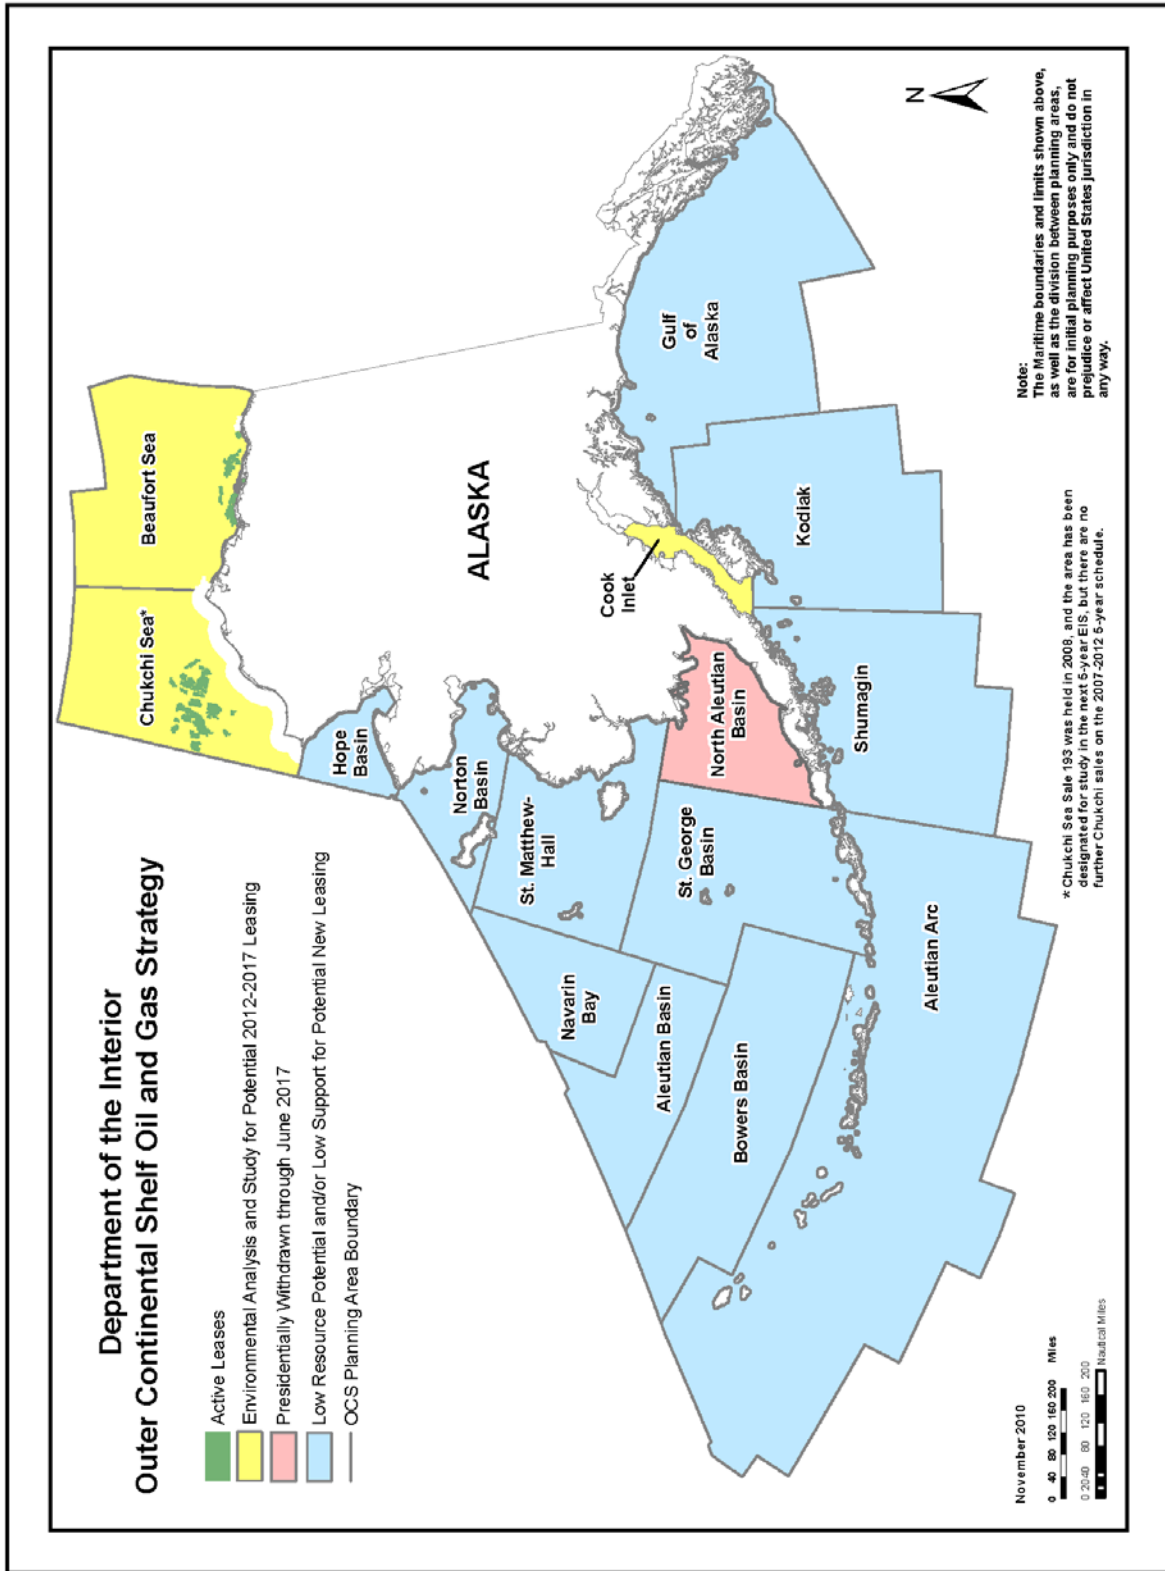 Department of the Interior
Outer Continental Shelf Oil and Gas Strategy
Active Leases
Environmental Analysis and Study for Potential 2012-2017 Leasing
Presidentially Withdrawn through June 2017
Low Resource Potential and/or Low Support for Potential New Leasing
OCS Planning Area Boundary
Chukchi Sea*
Beaufort Sea
Hope
Basin
Norton
Basin
ALASKA
St. Matthew-
Hall
Navarin
Bay
Cook
Inlet
Aleutian Basin
St. George
Basin
North Aleutian
Basin
Gulf
of
Alaska
Bowers Basin
Kodiak
Shumagin
Aleutian Arc
N
November 2010
0 40 80 120 160 200 Miles
0 20 40 80 120 160 200
Nautical Miles
*Chukchi Sea Sale 193 was held in 2008, and the area has been
designated for study in the next 5-year EIS, but there are no
further Chukchi sales on the 2007-2012 5-year schedule.
Note:
The Maritime boundaries and limits shown above,
as well as the division between planning areas,
are for initial planning purposes only and do not
prejudice or affect United States jurisdiction in
any way.